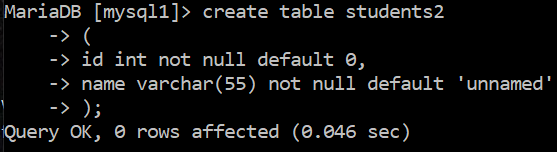 MariaDB [mysql1]> create table students2
-> (
-> id int not null default 0,
-> name varchar(55) not null default 'unnamed'
-> );
Query OK, 0 rows affected (0.046 sec)